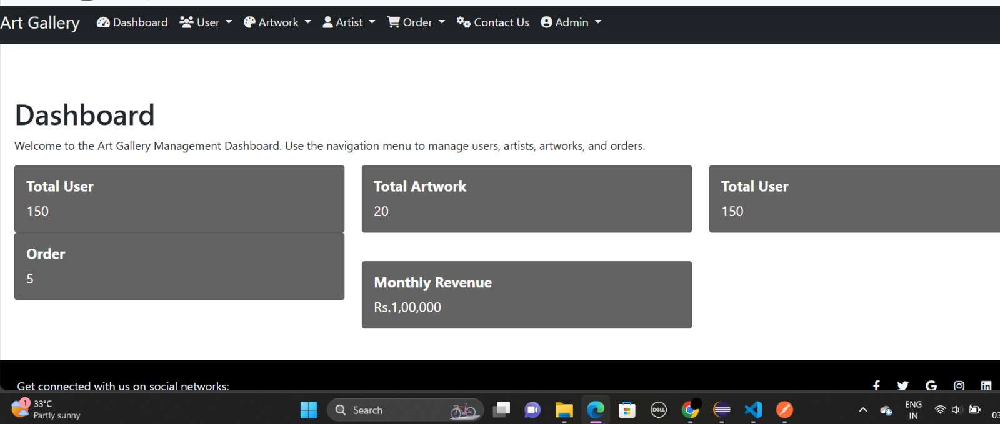 Art Gallery Dashboard User Artwork Artist Order Contact Us Admin
Dashboard
Welcome to the Art Gallery Management Dashboard. Use the navigation menu to manage users, artists, artworks, and orders.
Total User
150
Total Artwork
20
Total User
150
Order
5
Monthly Revenue
Rs.1,00,000
Get connected with us on social networks:
1
33°C
Partly sunny
Search
DELL
ENG
IN
03